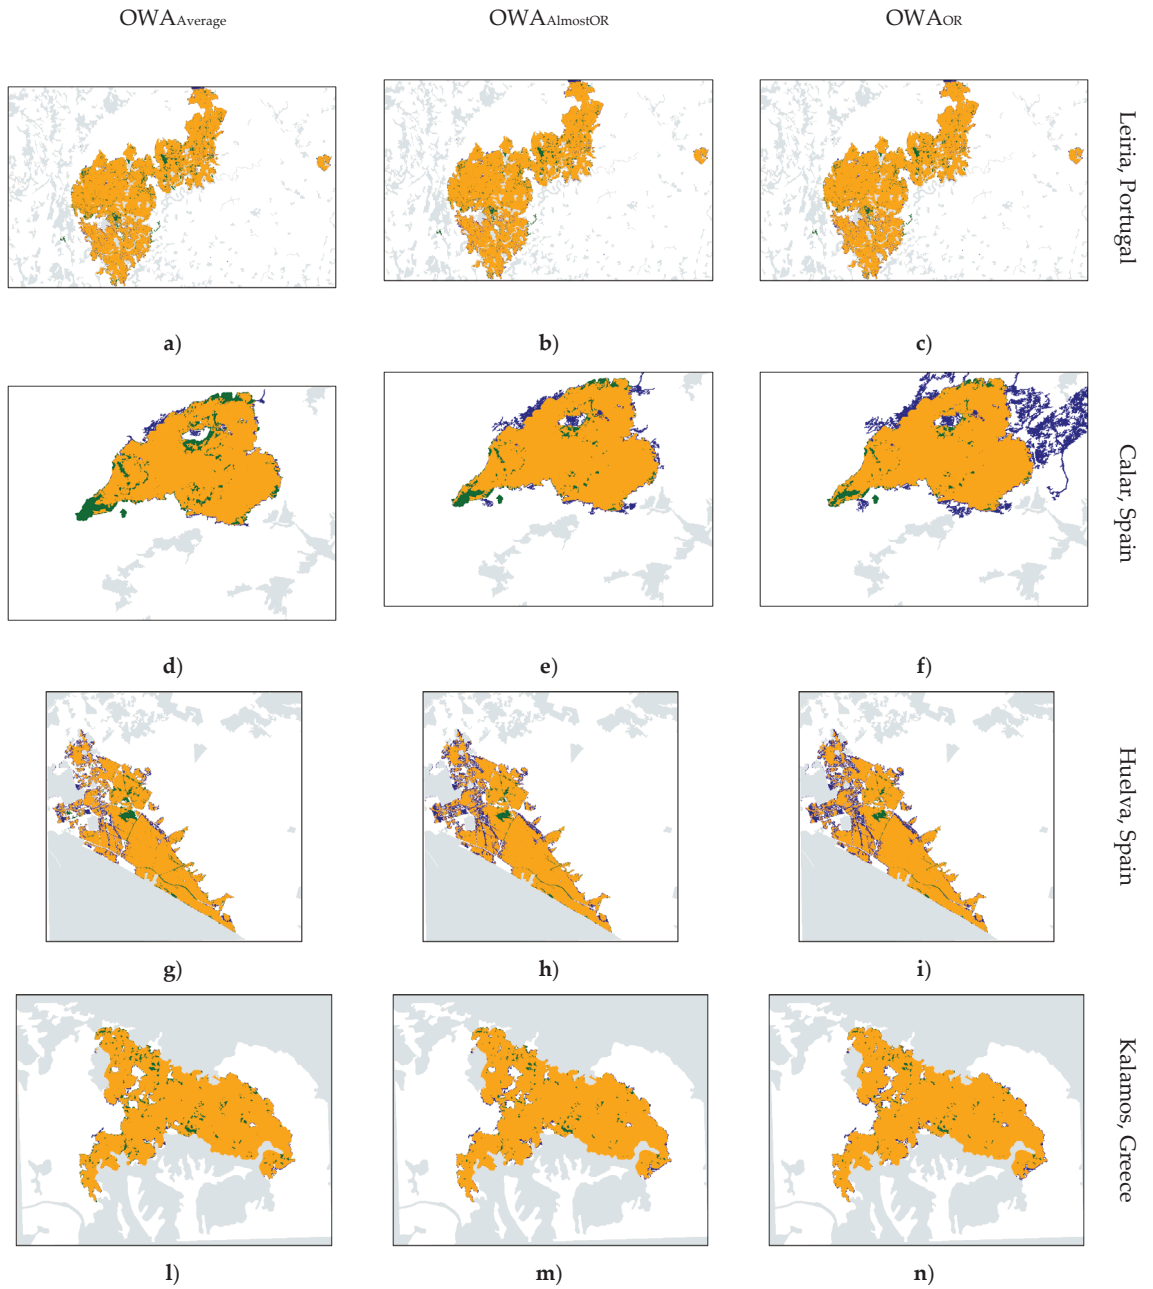 OWAAverage
OWAAlmostOR
OWAOR
Leiria, Portugal
a)
b)
c)
Calar, Spain
d)
e)
f)
Huelva, Spain
g)
h)
i)
Kalamos, Greece
l)
m)
n)